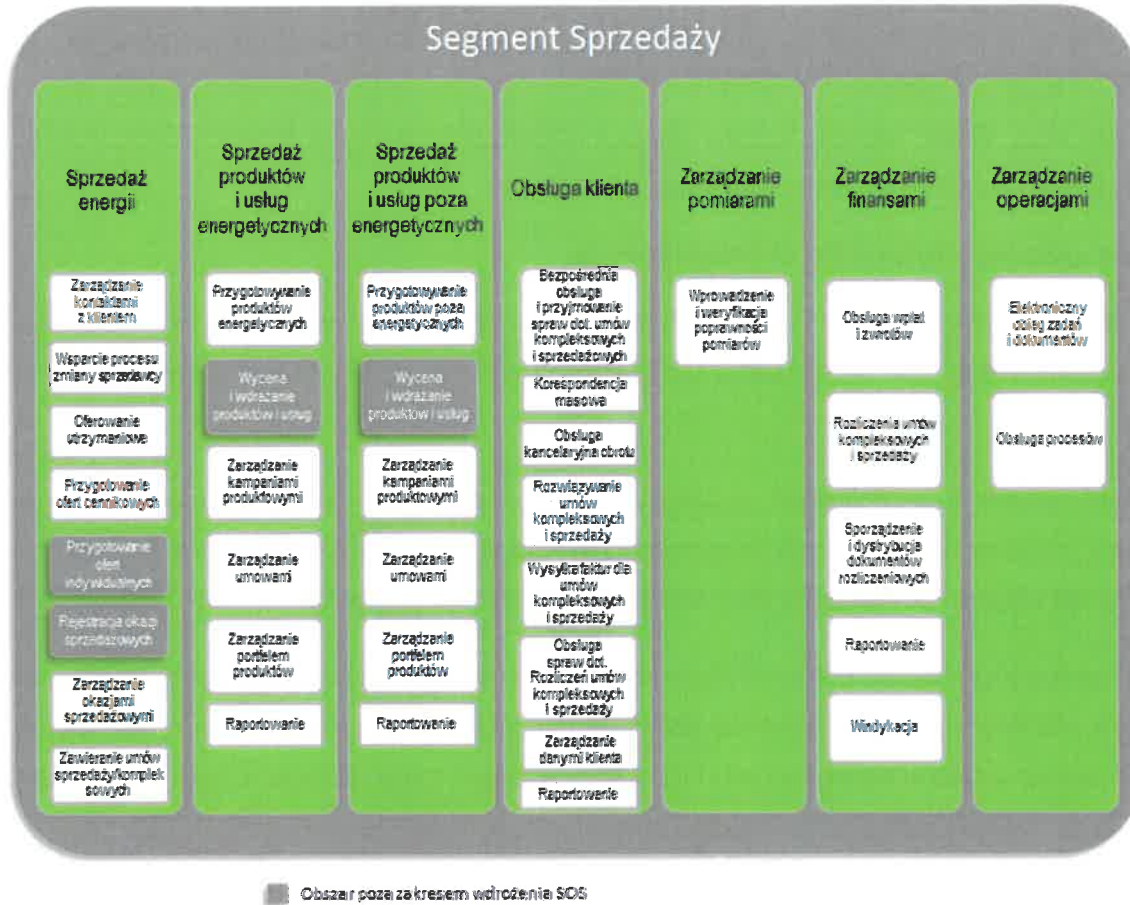 Segment Sprzedaży
Sprzedaż
energii
Zarządzanie
kontaktami
z klientem
Wsparcie procesu
zmiany sprzedawcy
Oferowanie
utrzymaniowe
Przygotowanie
ofert cennikowych
Przygotowanie
ofert
indywidualnych
Rejestracja okazji
sprzedażowych
Zarządzanie
okazjami
sprzedażowymi
Zawieranie umów
sprzedaży/komplek
sowych
Sprzedaż
produktów
i usług
energetycznych
Przygotowywanie
produktów
energetycznych
Wycena
i wdrażanie
produktów i usług
Zarządzanie
kampaniami
produktowymi
Zarządzanie
umowami
Zarządzanie
portfelem
produktów
Raportowanie
Sprzedaż
produktów
i usług poza
energetycznych
Przygotowywanie
produktów poza
energetycznych
Wycena
i wdrażanie
produktów i usług
Zarządzanie
kampaniami
produktowymi
Zarządzanie
umowami
Zarządzanie
portfelem
produktów
Raportowanie
Obsługa klienta
Bezpośrednia
obsługa
i przyjmowanie
spraw dot. umów
kompleksowych
i sprzedażowych
Korespondencja
masowa
Obsługa
kancelaryjna obrotu
Rozwiązywanie
umów
kompleksowych
i sprzedaży
Wysyłka faktur dla
umów
kompleksowych
i sprzedaży
Obsługa
spraw dot.
Rozliczeń umów
kompleksowych
i sprzedaży
Zarządzanie
danymi klienta
Raportowanie
Zarządzanie
pomiarami
Wprowadzenie
i weryfikacja
poprawności
pomiarów
Zarządzanie
finansami
Obsługa wpłat
i zwrotów
Rozliczenia umów
kompleksowych
i sprzedaży
Sporządzenie
i dystrybucja
dokumentów
rozliczeniowych
Raportowanie
Windykacja
Zarządzanie
operacjami
Elektroniczny
obieg zadań
i dokumentów
Obsługa procesów
Obszar poza zakresem wdrożenia SOS